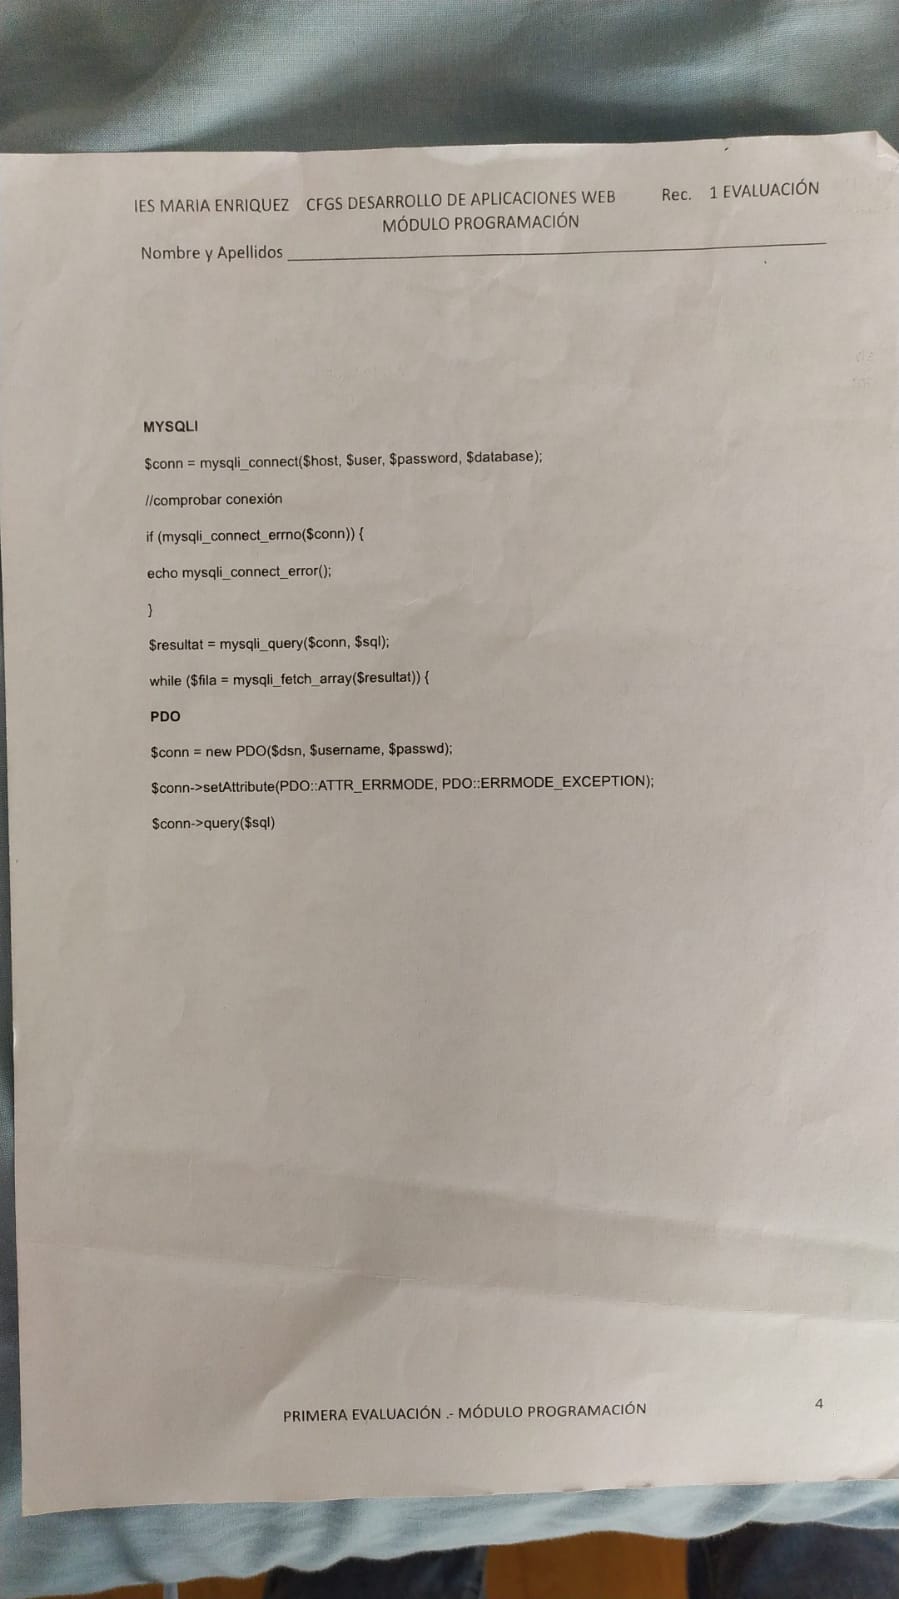 IES MARIA ENRIQUEZ CFGS DESARROLLO DE APLICACIONES WEB Rec. 1 EVALUACIÓN
MÓDULO PROGRAMACIÓN
Nombre y Apellidos
MYSQLI
$conn = mysqli_connect($host, $user, $password, $database);
//comprobar conexión
if (mysqli_connect_errno($conn)) {
echo mysqli_connect_error();
}
$resultat = mysqli_query($conn, $sql);
while ($fila = mysqli_fetch_array($resultat)) {
PDO
$conn = new PDO($dsn, $username, $passwd);
$conn->setAttribute(PDO::ATTR_ERRMODE, PDO::ERRMODE_EXCEPTION);
$conn->query($sql)
PRIMERA EVALUACIÓN .- MÓDULO PROGRAMACIÓN 4